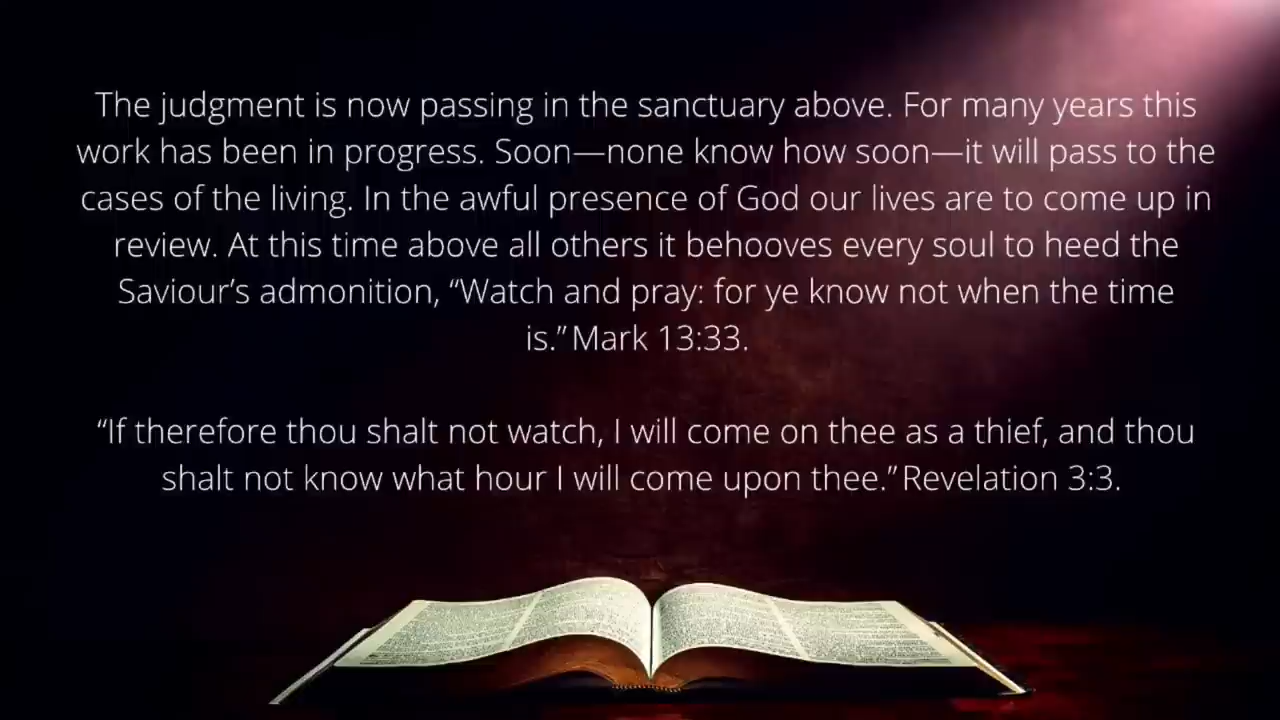 The judgment is now passing in the sanctuary above. For many years this
work has been in progress. Soon—none know how soon—it will pass to the
cases of the living. In the awful presence of God our lives are to come up in
review. At this time above all others it behooves every soul to heed the
Saviour’s admonition, “Watch and pray: for ye know not when the time
is.” Mark 13:33.
“If therefore thou shalt not watch, I will come on thee as a thief, and thou
shalt not know what hour I will come upon thee.” Revelation 3:3.